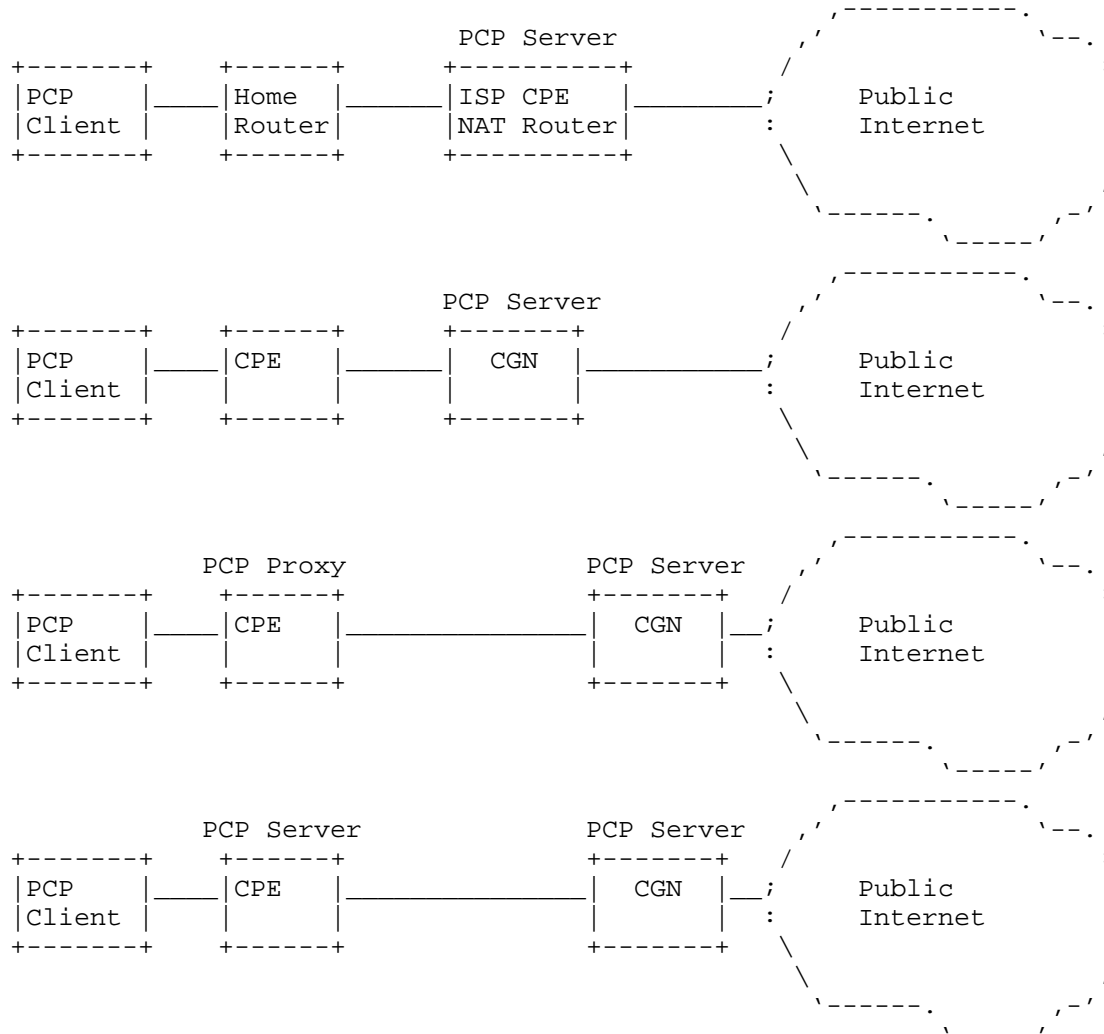 PCP Server
PCP Home ISP CPE Public
Client Router NAT Router Internet
PCP Server
PCP CPE CGN Public
Client Internet
PCP Proxy PCP Server
PCP CPE CGN Public
Client Internet
PCP Server PCP Server
PCP CPE CGN Public
Client Internet